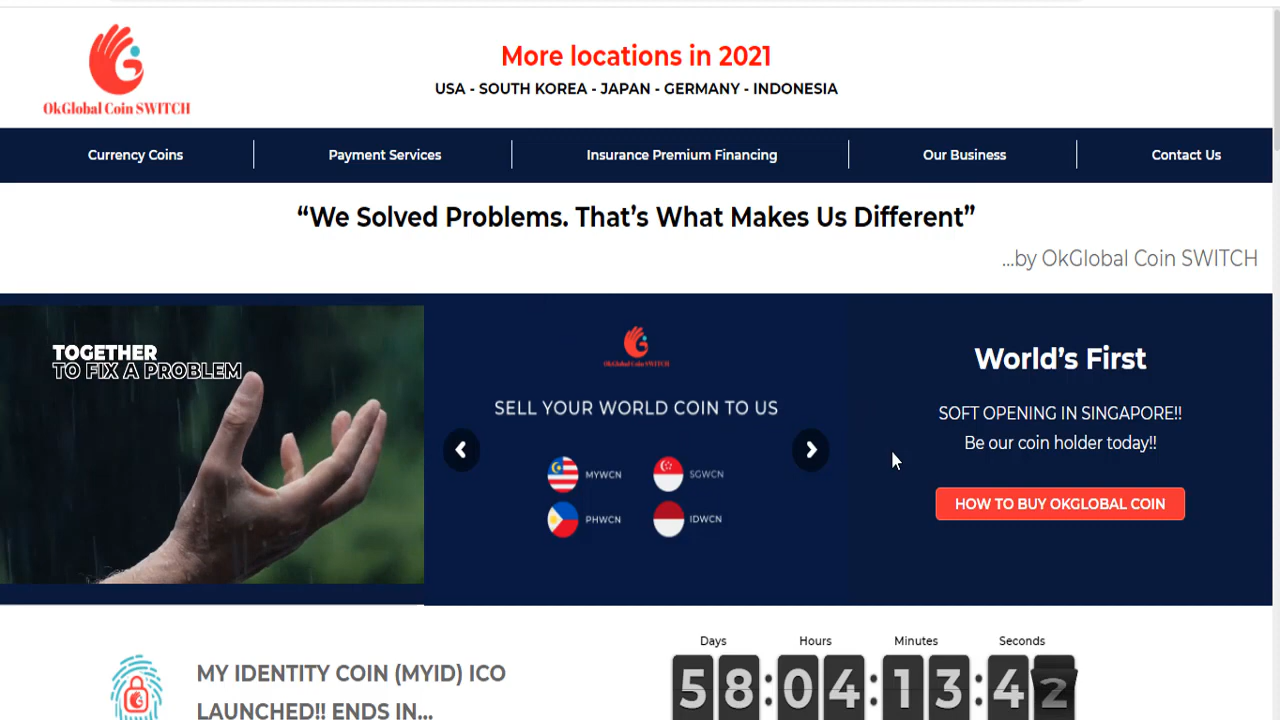 OkGlobal Coin SWITCH
More locations in 2021
USA - SOUTH KOREA - JAPAN - GERMANY - INDONESIA
Currency Coins
Payment Services
Insurance Premium Financing
Our Business
Contact Us
“We Solved Problems. That’s What Makes Us Different”
...by OkGlobal Coin SWITCH
TOGETHER
TO FIX A PROBLEM
OkGlobal Coin SWITCH
SELL YOUR WORLD COIN TO US
MYWCN
SGWCN
PHWCN
IDWCN
World’s First
SOFT OPENING IN SINGAPORE!!
Be our coin holder today!!
HOW TO BUY OKGLOBAL COIN
MY IDENTITY COIN (MYID) ICO
LAUNCHED!! ENDS IN...
Days Hours Minutes Seconds
58:04:13:42